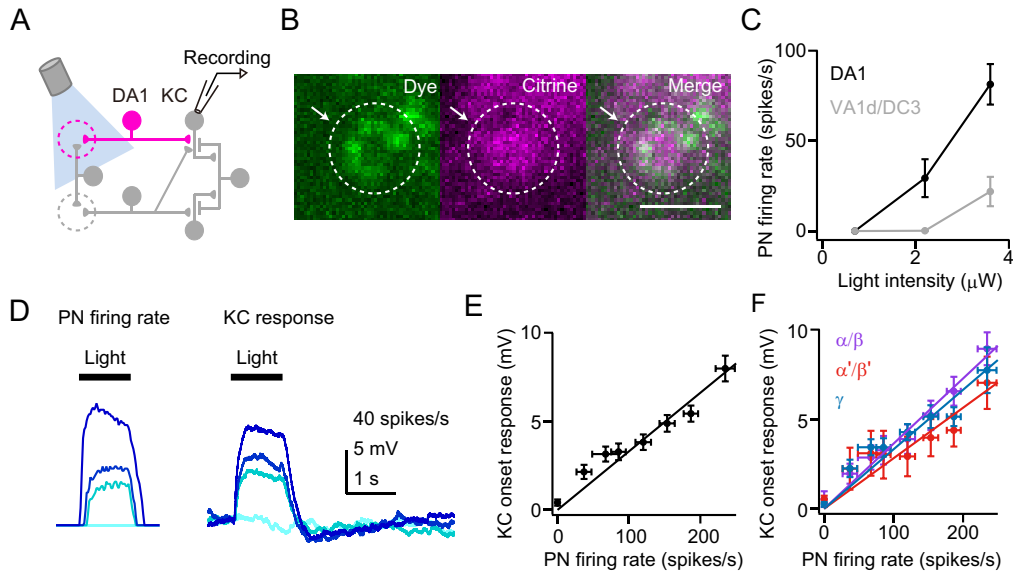 A
Recording
DA1
KC
B
Dye
Citrine
Merge
C
PN firing rate (spikes/s)
100
50
0
DA1
VA1d/DC3
0
2
4
Light intensity (μW)
D
PN firing rate
KC response
Light
Light
40 spikes/s
5 mV
1 s
E
KC onset response (mV)
10
5
0
0
100
200
PN firing rate (spikes/s)
F
KC onset response (mV)
10
5
0
α/β
α'/β'
γ
0
100
200
PN firing rate (spikes/s)